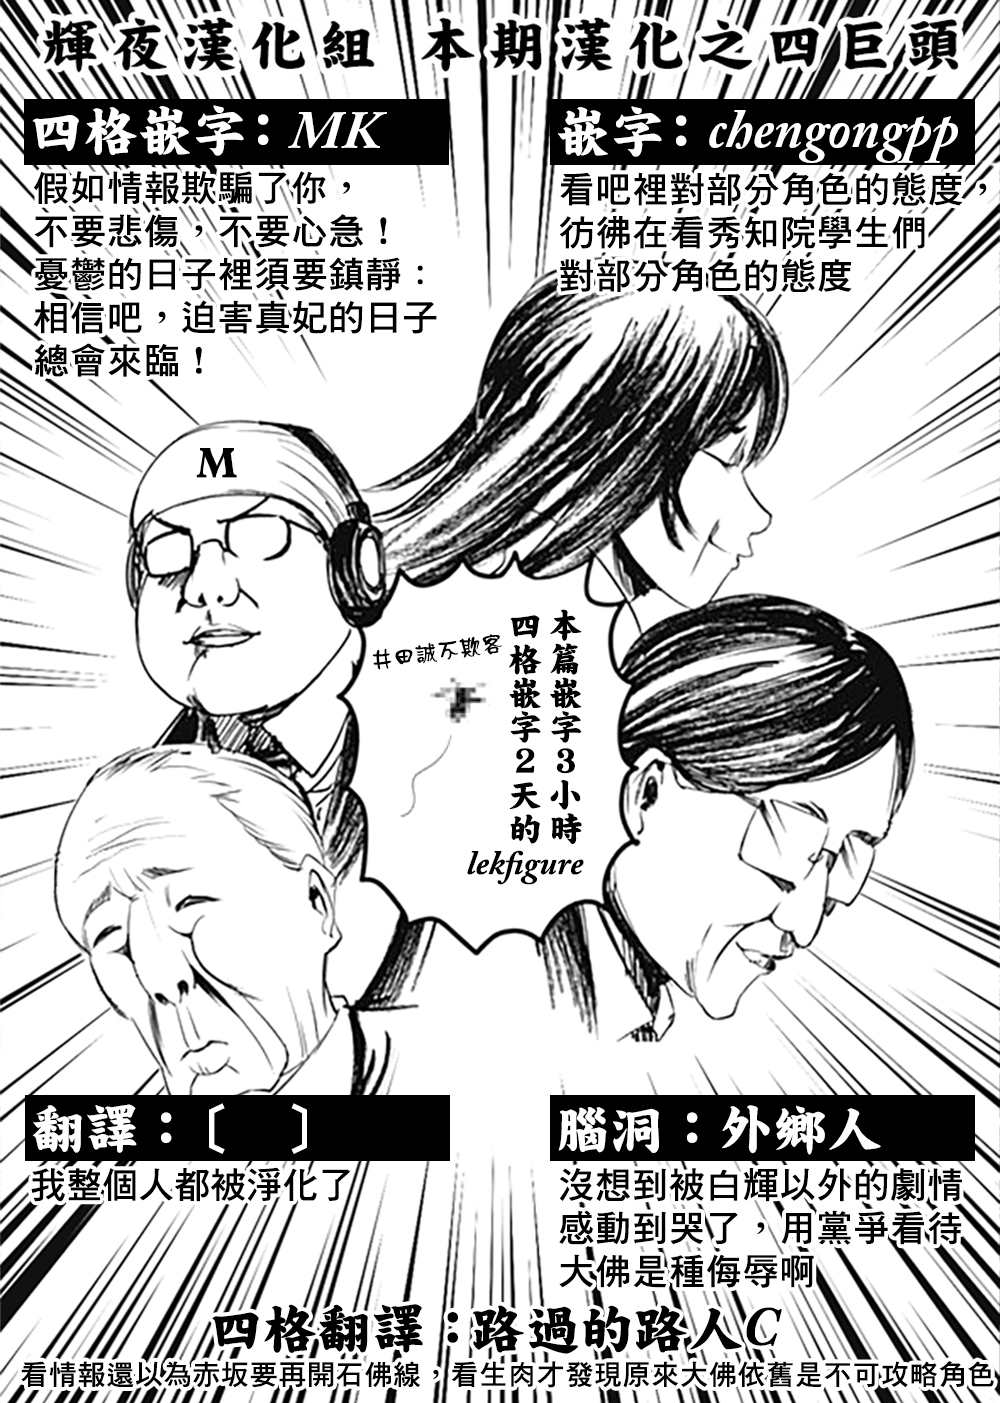 輝夜漢化組 本期漢化之四巨頭
四格嵌字：MK
假如情報欺騙了你，
不要悲傷，不要心急！
憂鬱的日子裡須要鎮靜：
相信吧，迫害真妃的日子
總會來臨！
嵌字：chengongpp
看吧裡對部分角色的態度，
彷彿在看秀知院學生們
對部分角色的態度
M
本篇嵌字3小時
四格嵌字2天的
lekfigure
井田誠不欺客
翻譯：〔　〕
我整個人都被淨化了
腦洞：外鄉人
沒想到被白輝以外的劇情
感動到哭了，用黨爭看待
大佛是種侮辱啊
四格翻譯：路過的路人C
看情報還以為赤坂要再開石佛線，看生肉才發現原來大佛依舊是不可攻略角色